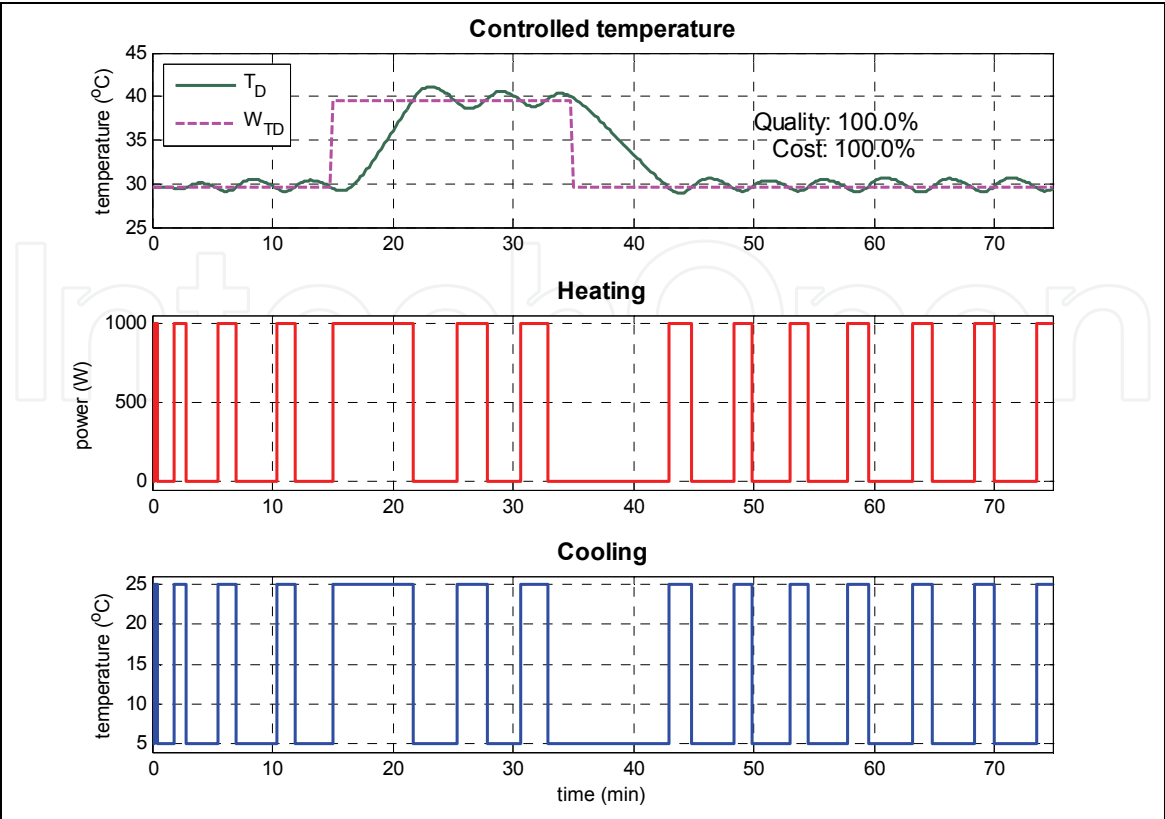 Controlled temperature
temperature (°C)
45
40
35
30
25
T_D
W_TD
Quality: 100.0%
Cost: 100.0%
0 10 20 30 40 50 60 70
Heating
power (W)
1000
500
0
0 10 20 30 40 50 60 70
Cooling
temperature (°C)
25
20
15
10
5
0 10 20 30 40 50 60 70
time (min)
IntechOpen